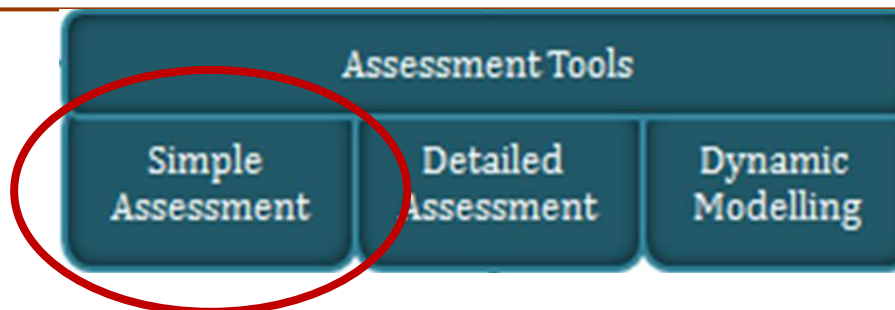 Assessment Tools
Simple
Assessment
Detailed
Assessment
Dynamic
Modelling